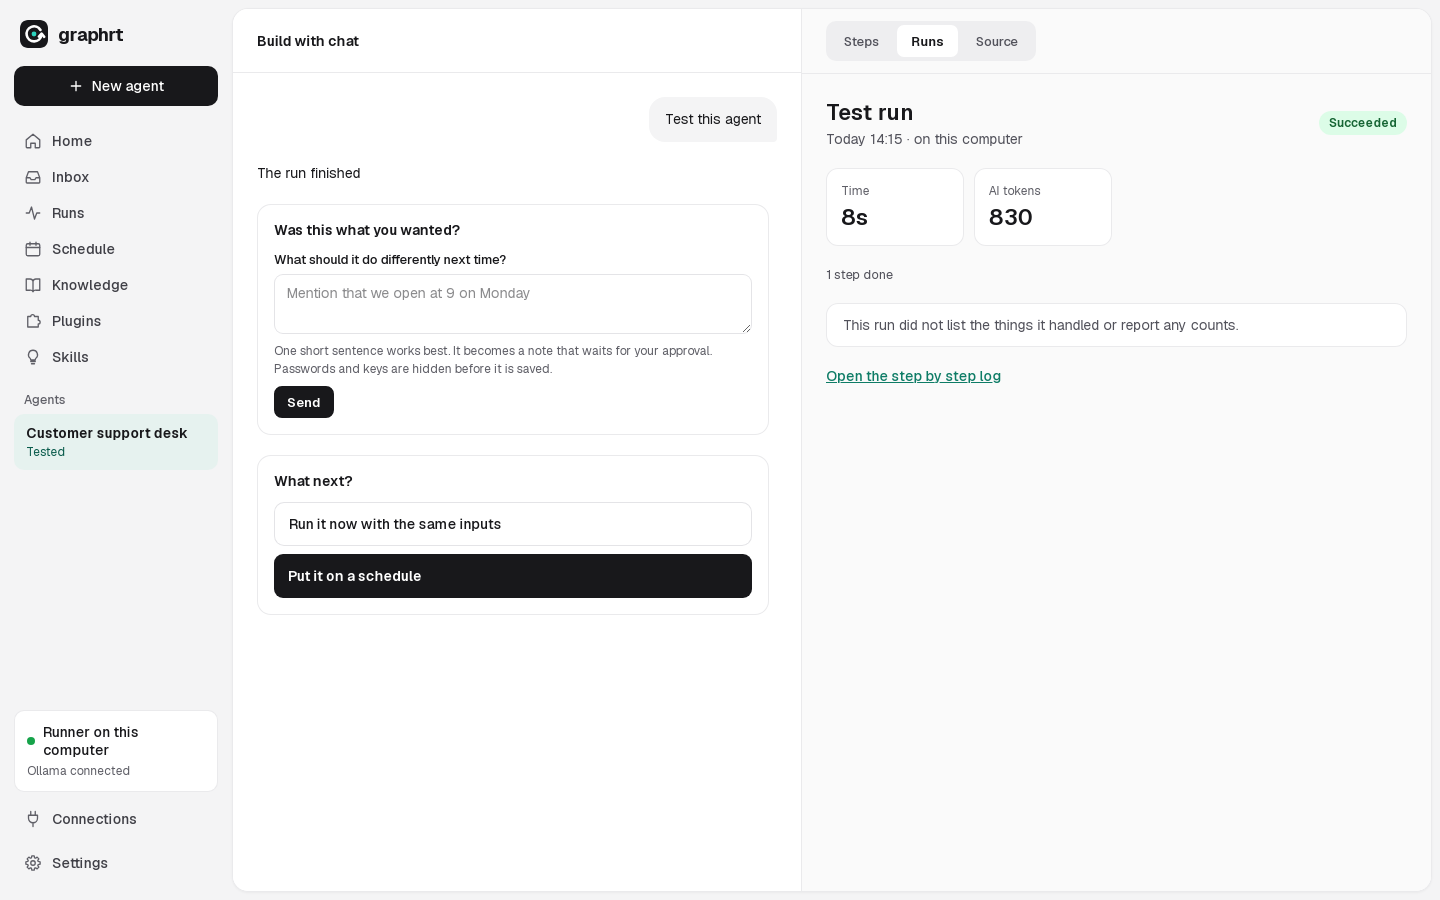 graphrt
New agent
Home
Inbox
Runs
Schedule
Knowledge
Plugins
Skills
Agents
Customer support desk
Tested
Runner on this
computer
Ollama connected
Connections
Settings
Build with chat
Test this agent
The run finished
Was this what you wanted?
What should it do differently next time?
Mention that we open at 9 on Monday
One short sentence works best. It becomes a note that waits for your approval.
Passwords and keys are hidden before it is saved.
Send
What next?
Run it now with the same inputs
Put it on a schedule
Steps
Runs
Source
Test run
Succeeded
Today 14:15 · on this computer
Time
8s
AI tokens
830
1 step done
This run did not list the things it handled or report any counts.
Open the step by step log